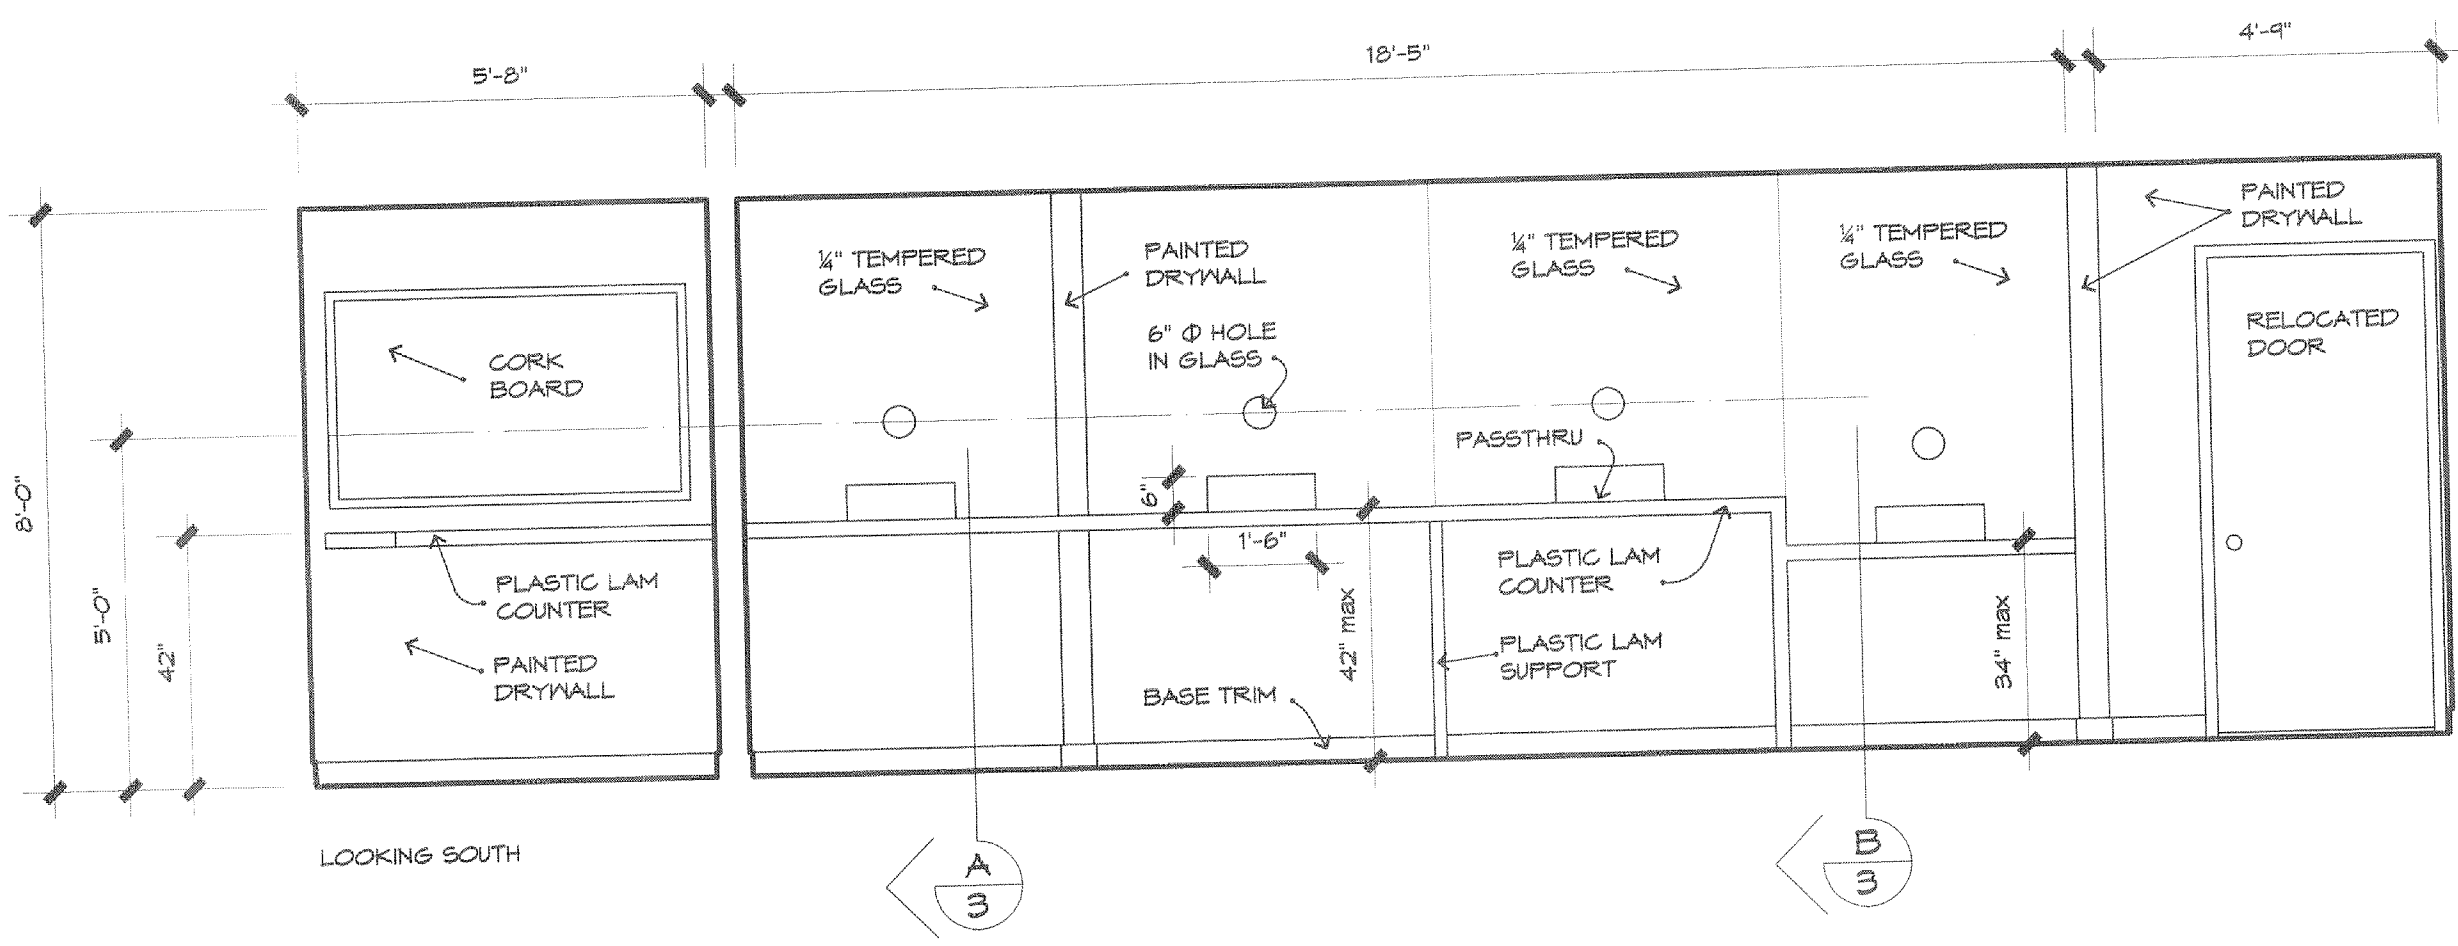 5'-8"
18'-5"
4'-9"
8'-0"
5'-0"
42"
CORK
BOARD
PLASTIC LAM
COUNTER
PAINTED
DRYWALL
¼" TEMPERED
GLASS
PAINTED
DRYWALL
6" Φ HOLE
IN GLASS
6"
1'-6"
42" max
BASE TRIM
¼" TEMPERED
GLASS
PASSTHRU
PLASTIC LAM
COUNTER
PLASTIC LAM
SUPPORT
¼" TEMPERED
GLASS
34" max
PAINTED
DRYWALL
RELOCATED
DOOR
LOOKING SOUTH
A
3
B
3